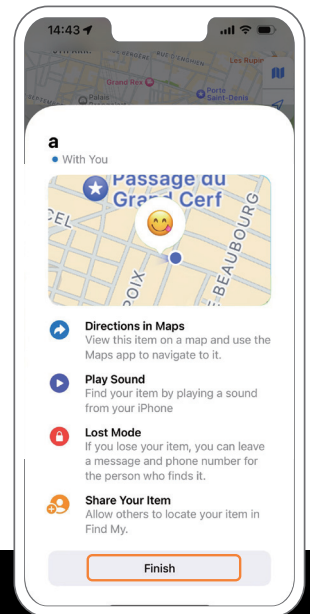 14:43
RUE D'ENGHIEN
Grand Rex
Porte
Saint-Denis
Palais
a
With You
Passage du
Grand Cerf
BEAUBOURG
Directions in Maps
View this item on a map and use the
Maps app to navigate to it.
Play Sound
Find your item by playing a sound
from your iPhone
Lost Mode
If you lose your item, you can leave
a message and phone number for
the person who finds it.
Share Your Item
Allow others to locate your item in
Find My.
Finish